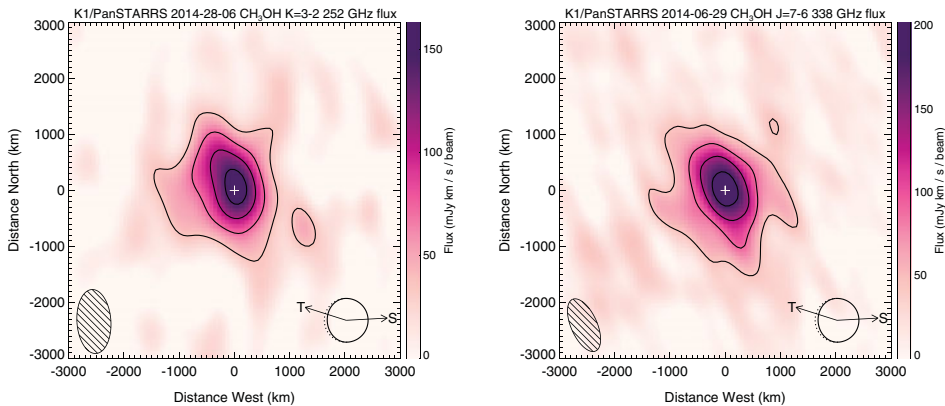 K1/PanSTARRS 2014-28-06 CH₃OH K=3-2 252 GHz flux
3000
2000
1000
0
-1000
-2000
-3000
Distance North (km)
-3000 -2000 -1000 0 1000 2000 3000
Distance West (km)
T
S
150
100
50
0
Flux (mJy km / s / beam)
K1/PanSTARRS 2014-06-29 CH₃OH J=7-6 338 GHz flux
3000
2000
1000
0
-1000
-2000
-3000
Distance North (km)
-3000 -2000 -1000 0 1000 2000 3000
Distance West (km)
T
S
200
150
100
50
0
Flux (mJy km / s / beam)